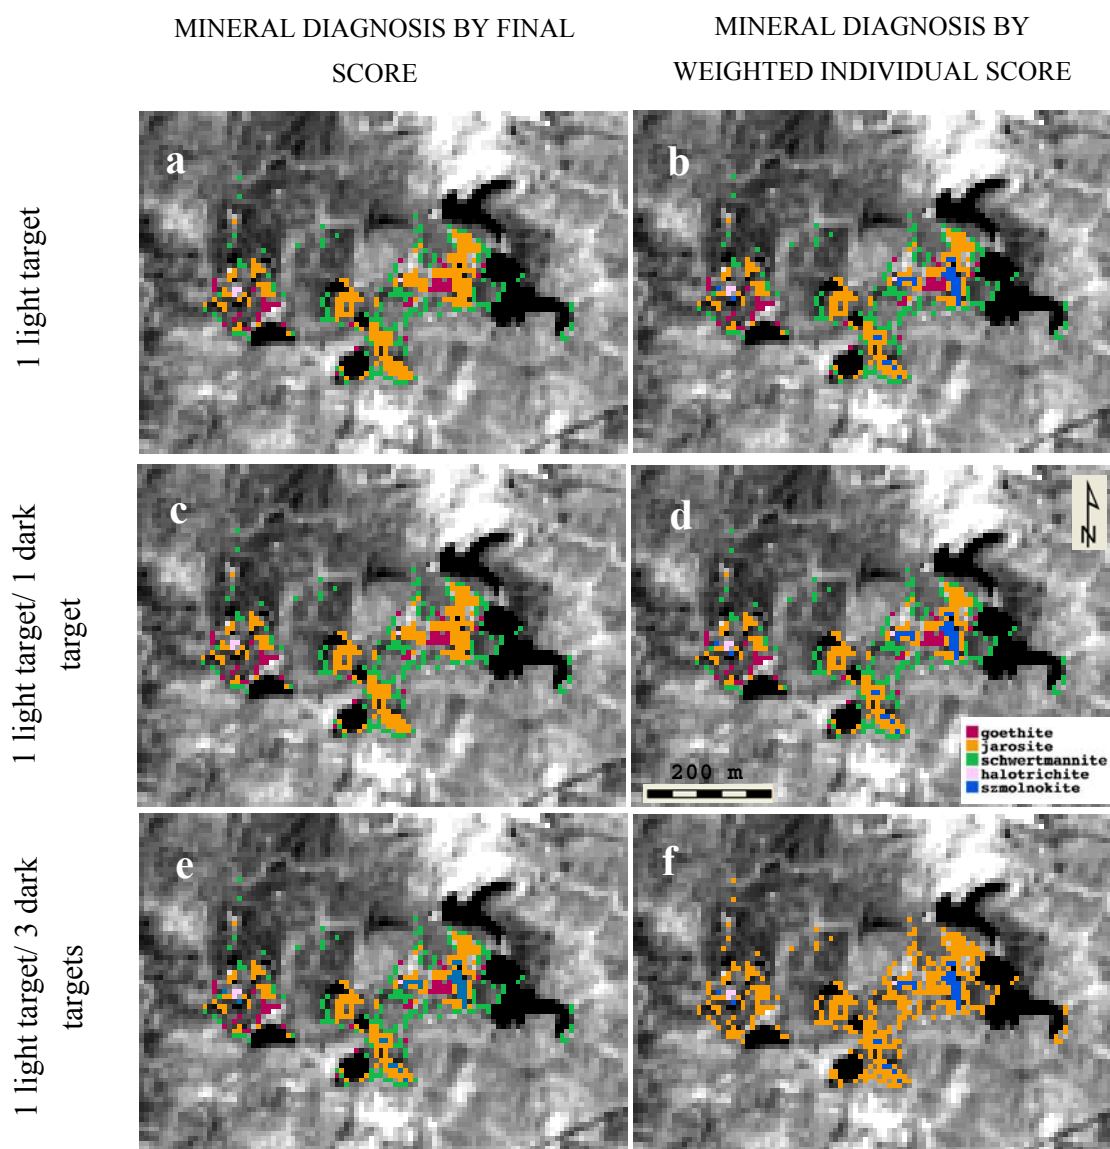 MINERAL DIAGNOSIS BY FINAL
SCORE
MINERAL DIAGNOSIS BY
WEIGHTED INDIVIDUAL SCORE
1 light target
a
b
1 light target/ 1 dark
target
c
d
N
goethite
jarosite
schwertmannite
halotrichite
szmolnokite
200 m
1 light target/ 3 dark
targets
e
f